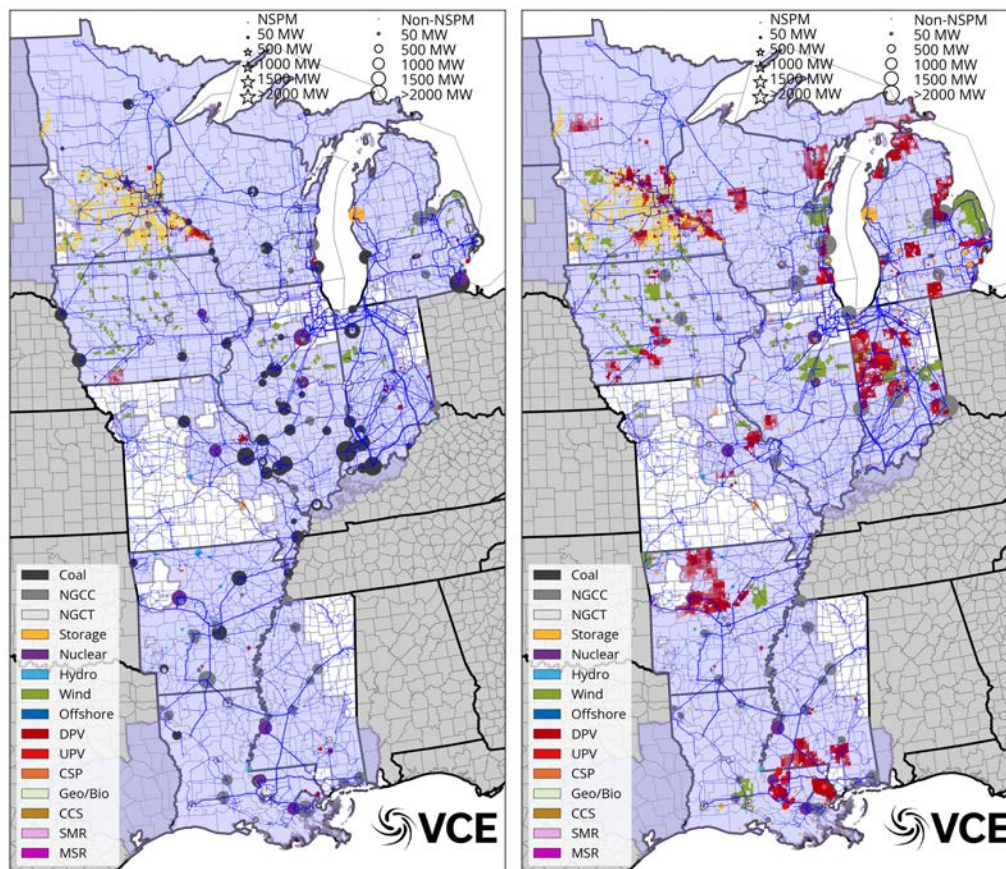 NSPM Non-NSPM
50 MW 50 MW
500 MW 500 MW
1000 MW 1000 MW
1500 MW 1500 MW
>2000 MW >2000 MW
Coal
NGCC
NGCT
Storage
Nuclear
Hydro
Wind
Offshore
DPV
UPV
CSP
Geo/Bio
CCS
SMR
MSR
VCE
NSPM Non-NSPM
50 MW 50 MW
500 MW 500 MW
1000 MW 1000 MW
1500 MW 1500 MW
>2000 MW >2000 MW
Coal
NGCC
NGCT
Storage
Nuclear
Hydro
Wind
Offshore
DPV
UPV
CSP
Geo/Bio
CCS
SMR
MSR
VCE